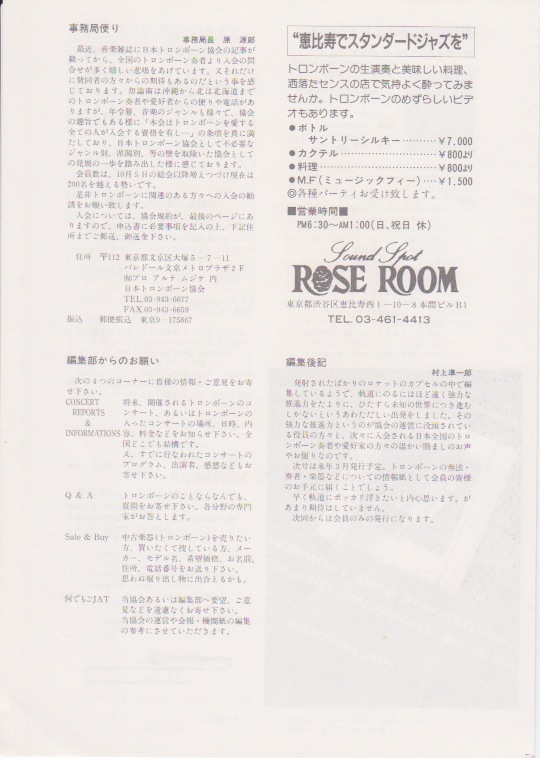 事務局便り
事務局長　原　源郎
最近、音楽雑誌に日本トロンボーン協会の記事が
載ってから、全国のトロンボーン奏者より入会の問
合せが多く嬉しい悲鳴をあげています。又それだけ
に賛同者の方々からの期待もあるのだという事を感
じております。勿論南は沖縄から北は北海道まで
のトロンボーン奏者や愛好者からの便りや電話があ
りますが、年令層、音楽のジャンルも様々で、協会
の趣旨でもある様に「本会はトロンボーンを愛する
全ての人が入会する資格を有し…」の条項を真に満
たしており、日本トロンボーン協会として不必要な
ジャンル別、派閥別、等の壁を取除いた協会として
の発展の一歩を踏み出した様に感じております。
会員数は、10月5日の総会以降増えつづけ現在は
200名を越える勢いです。
是非トロンボーンに関連のある方々への入会の勧
誘をお願い致します。
入会については、協会規約が、最後のページにあ
りますので、申込書に必要事項を記入の上、下記住
所までご郵送、御送金下さい。
住所　〒112 東京都文京区大塚5－7－11
パレドール文京メトロプラザ2F
㈲プロ アルテ ムジケ 内
日本トロンボーン協会
TEL.03-943-6677
FAX.03-943-6659
振込　郵便振込　東京9－175867
“恵比寿でスタンダードジャズを”
トロンボーンの生演奏と美味しい料理、
洒落たセンスの店で気持よく酔ってみま
せんか。トロンボーンのめずらしいビデ
オもあります。
●ボトル
サントリーシルキー…………￥7,000
●カクテル……………………￥800より
●料理…………………………￥800より
●M.F(ミュージックフィー)‥‥￥1,500
◎各種パーティお受け致します。
■営業時間■
PM6:30～AM1:00(日、祝日 休)
Sound Spot
ROSE ROOM
東京都渋谷区恵比寿西1－10－8本間ビルB1
TEL. 03-461-4413
編集部からのお願い
次の4つのコーナーに皆様の情報・ご意見をお寄
せ下さい。
CONCERT REPORTS & INFORMATIONS
将来、開催されるトロンボーンのコ
ンサート、あるいはトロンボーンの
入ったコンサートの場所、日時、内
容、料金などをお知らせ下さい。全
国どこでも結構です。
又、すでに行なわれたコンサートの
プログラム、出演者、感想などもお
寄せ下さい。
Q & A　トロンボーンのことならなんでも、
質問をお寄せ下さい。各分野の専門
家がお答えします。
Sale & Buy　中古楽器(トロンボーン)を売りたい
方、買いたくて捜している方、メー
カー、モデル名、希望価格、お名前、
住所、電話番号をお送り下さい。
思わぬ堀り出し物に出合えるかも。
何でもごJAT　当協会あるいは編集部へ要望、ご意
見などを遠慮なくお寄せ下さい。
当協会の運営や会報・機関紙の編集
の参考にさせていただきます。
編集後記
村上準一郎
発射されたばかりのロケットのカプセルの中で編
集しているようで、軌道にのるにはほど遠く強力な
推進力をたよりに、ひたすら未知の世界につき進む
しかないというあわただしい出発をしました。その
強力な推進力というのが協会の運営に没頭されてい
る役員の方々と、次々に入会される日本全国のトロ
ンボーン奏者や愛好家の方々の温かい励ましのお声
やお便りなのです。
次号は来年3月発行予定。トロンボーンの奏法・
奏者・楽器などについての情報紙として会員の皆様
のお手元に届くことでしょう。
早く軌道にポッカリ浮きたいと内心思います。が
あまり期待はしていません。
次回からは会員のみの発行になります。